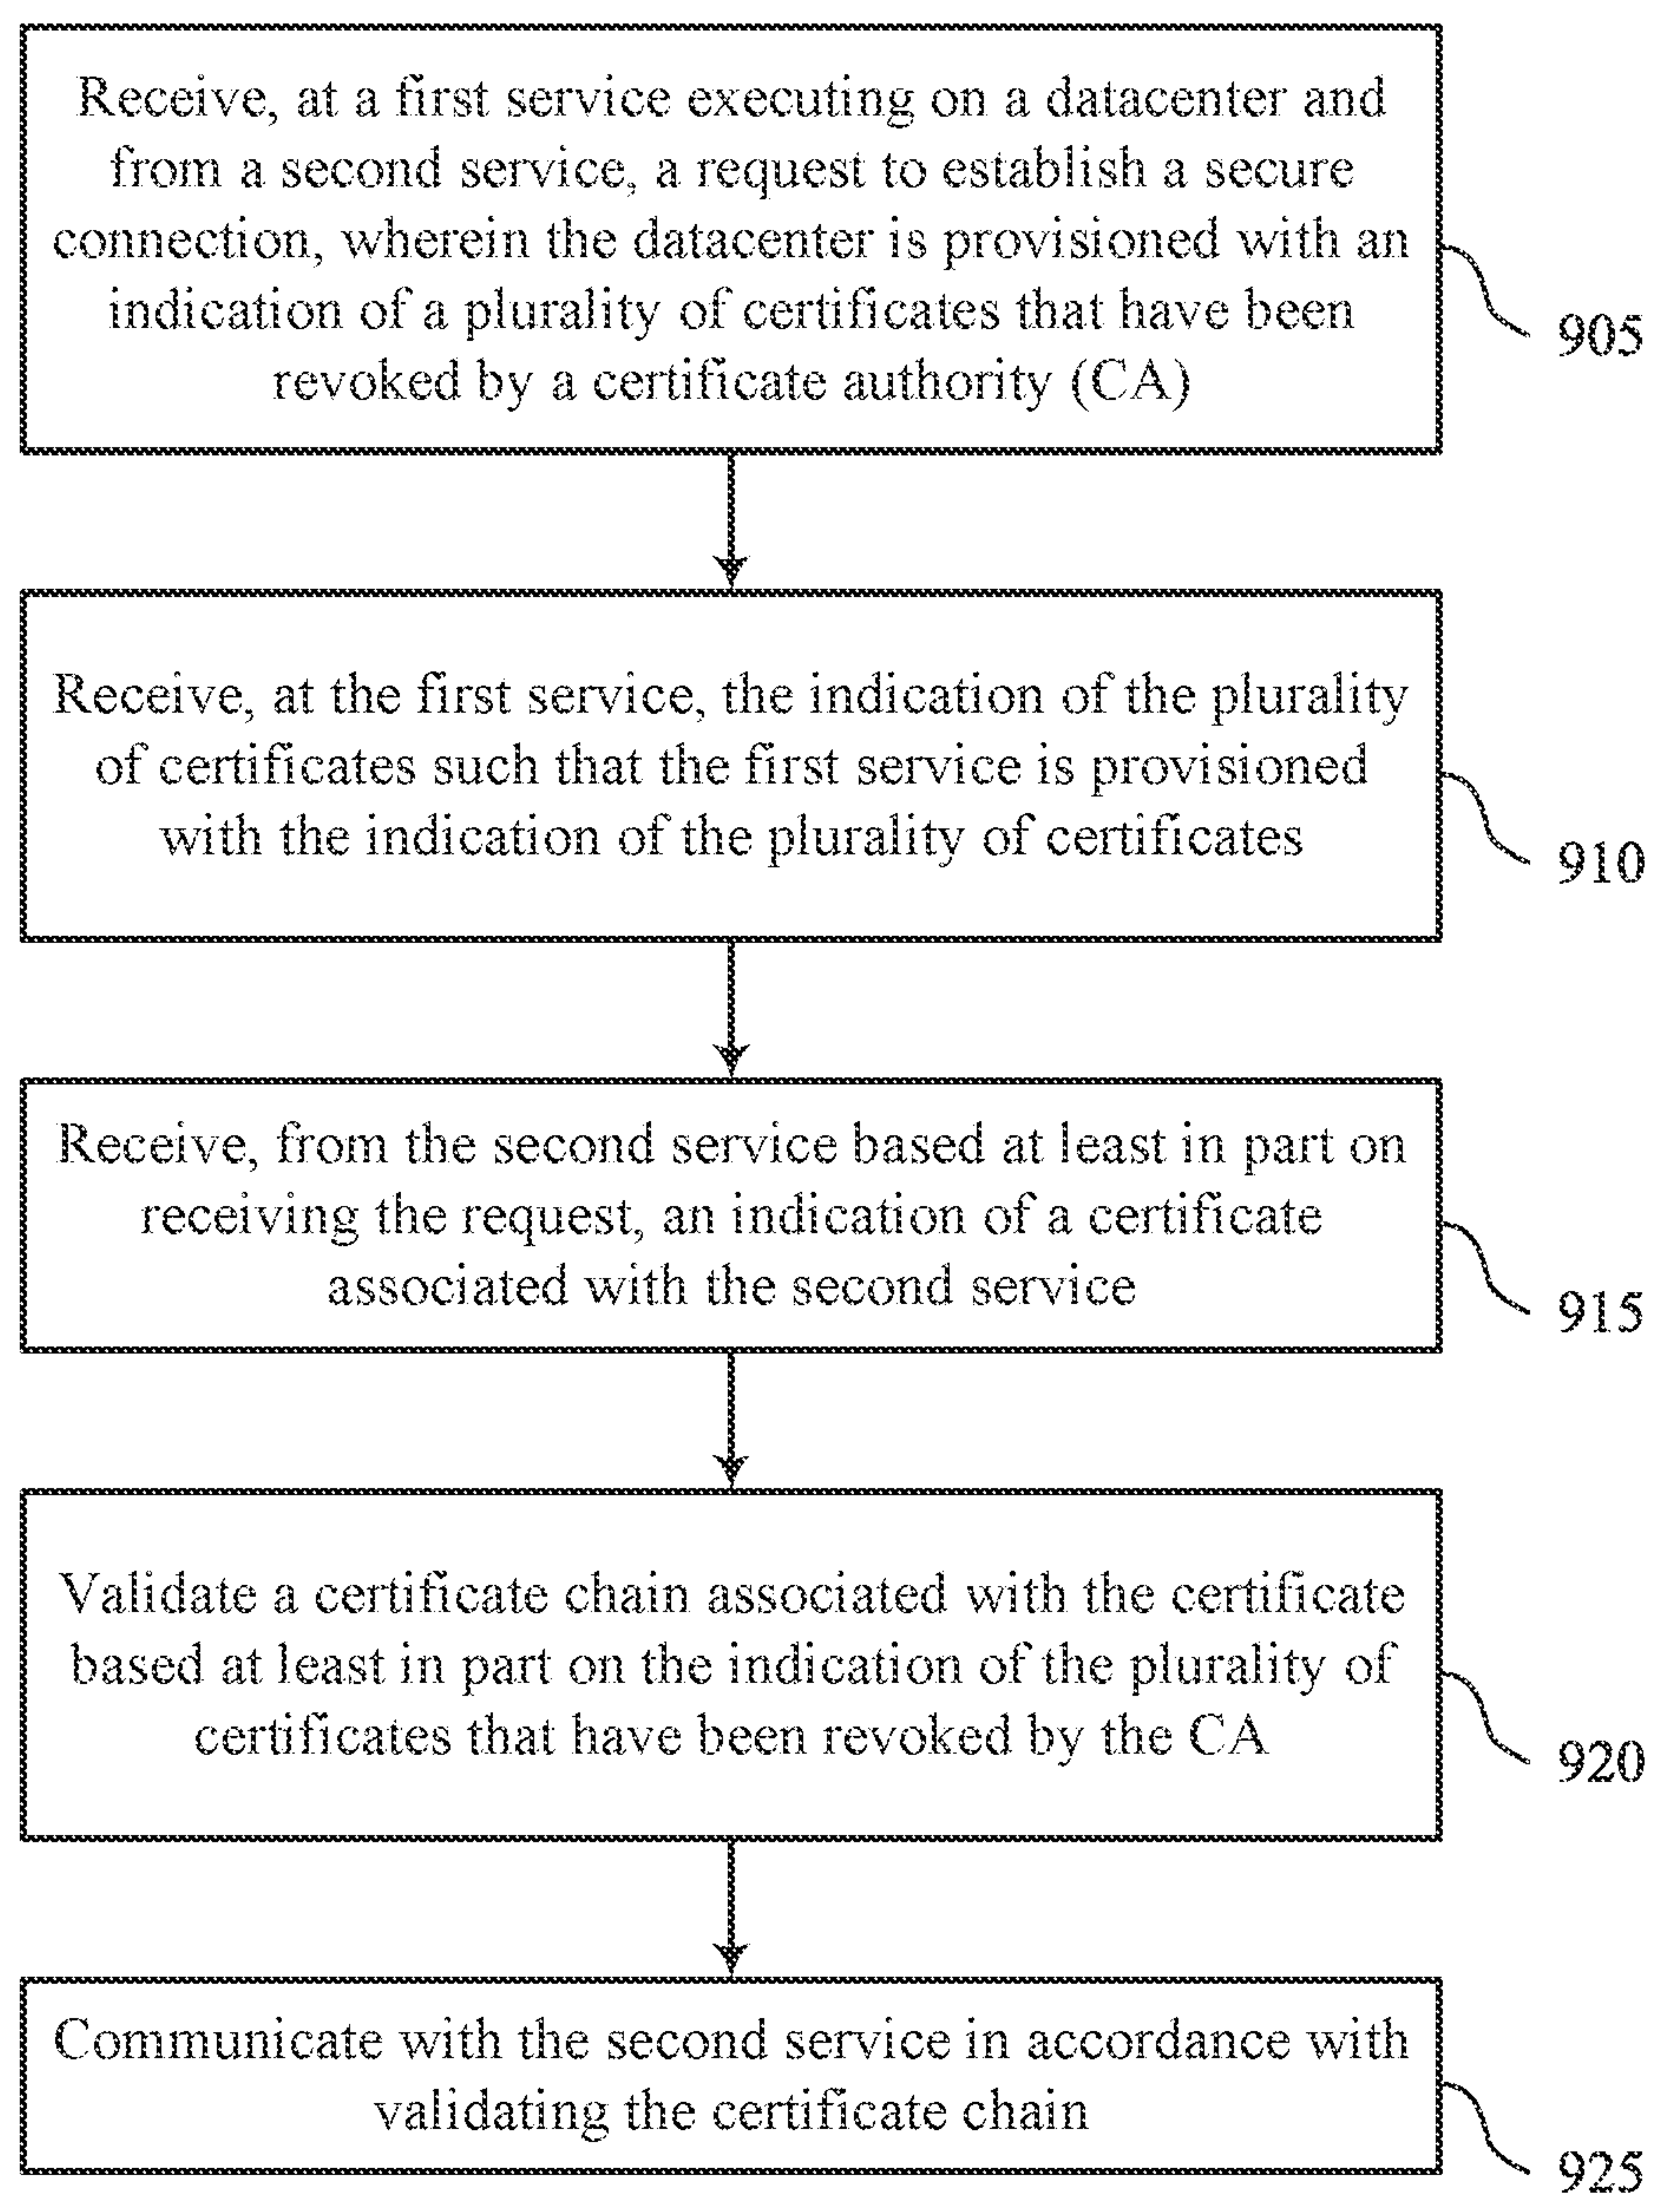 Receive, at a first service executing on a datacenter and
from a second service, a request to establish a secure
connection, wherein the datacenter is provisioned with an
indication of a plurality of certificates that have been
revoked by a certificate authority (CA)
905
Receive, at the first service, the indication of the plurality
of certificates such that the first service is provisioned
with the indication of the plurality of certificates
910
Receive, from the second service based at least in part on
receiving the request, an indication of a certificate
associated with the second service
915
Validate a certificate chain associated with the certificate
based at least in part on the indication of the plurality of
certificates that have been revoked by the CA
920
Communicate with the second service in accordance with
validating the certificate chain
925